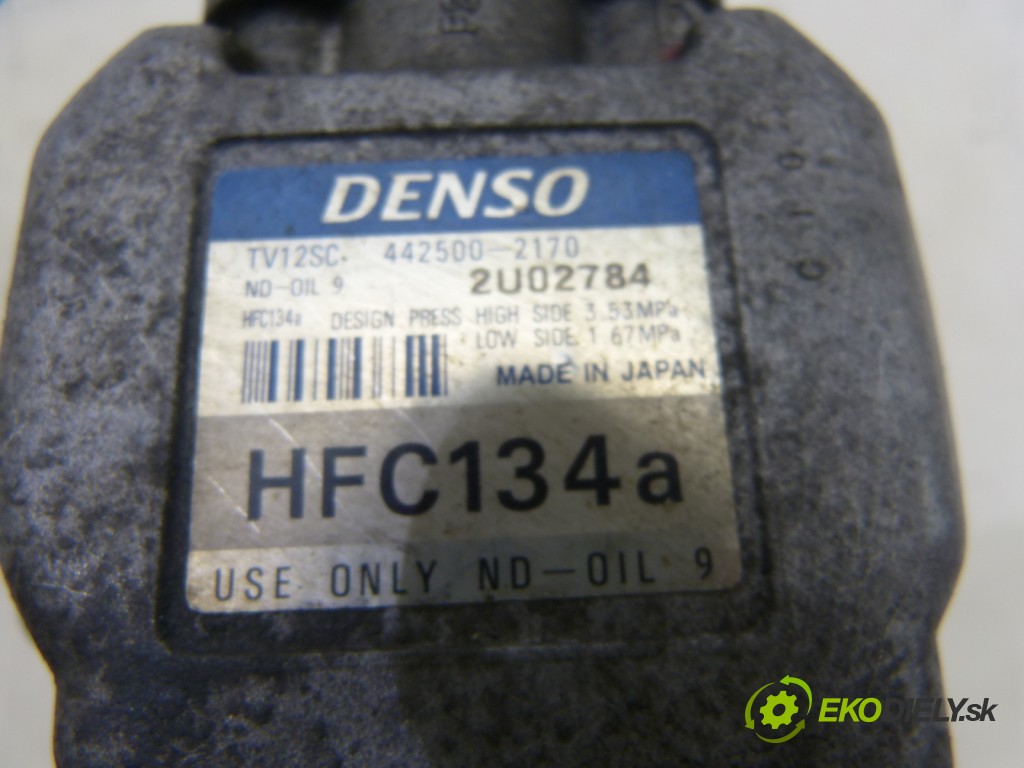 DENSO
TV12SC. 442500-2170
ND-OIL 9 2U02784
HFC134a DESIGN PRESS HIGH SIDE 3.53MPa
LOW SIDE 1.67MPa
MADE IN JAPAN
HFC134a
USE ONLY ND-OIL 9
EKODIELY.sk